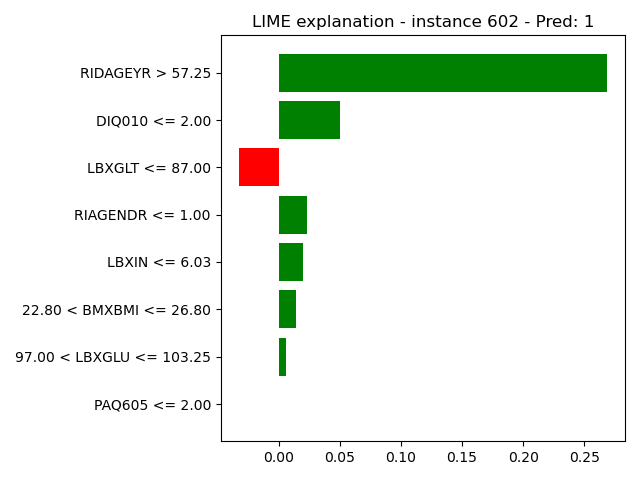 LIME explanation - instance 602 - Pred: 1
RIDAGEYR > 57.25
DIQ010 <= 2.00
LBXGLT <= 87.00
RIAGENDR <= 1.00
LBXIN <= 6.03
22.80 < BMXBMI <= 26.80
97.00 < LBXGLU <= 103.25
PAQ605 <= 2.00
0.00 0.05 0.10 0.15 0.20 0.25